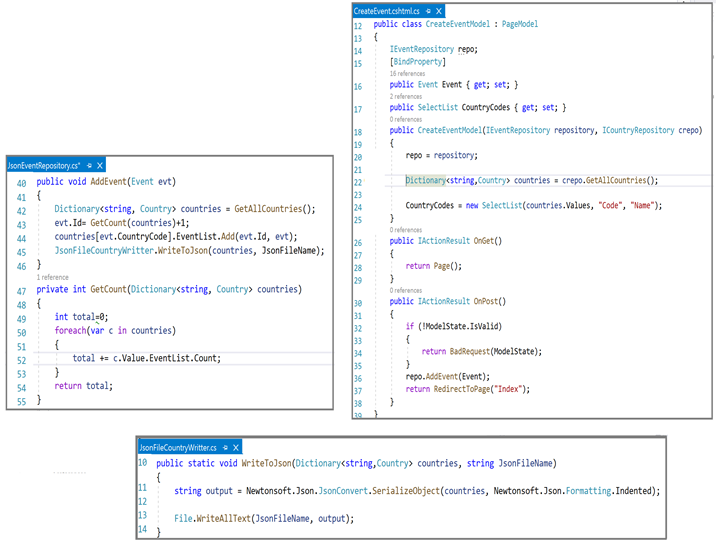 CreateEvent.cshtml.cs
12 public class CreateEventModel : PageModel
13 {
14 IEventRepository repo;
15 [BindProperty]
16 references
16 public Event Event { get; set; }
2 references
17 public SelectList CountryCodes { get; set; }
0 references
18 public CreateEventModel(IEventRepository repository, ICountryRepository crepo)
19 {
20 repo = repository;
21
22 Dictionary<string,Country> countries = crepo.GetAllCountries();
23
24 CountryCodes = new SelectList(countries.Values, "Code", "Name");
25 }
0 references
26 public IActionResult OnGet()
27 {
28 return Page();
29 }
0 references
30 public IActionResult OnPost()
31 {
32 if (!ModelState.IsValid)
33 {
34 return BadRequest(ModelState);
35 }
36 repo.AddEvent(Event);
37 return RedirectToPage("Index");
38 }
39 }
JsonEventRepository.cs*
40 public void AddEvent(Event evt)
41 {
42 Dictionary<string, Country> countries = GetAllCountries();
43 evt.Id= GetCount(countries)+1;
44 countries[evt.CountryCode].EventList.Add(evt.Id, evt);
45 JsonFileCountryWritter.WriteToJson(countries, JsonFileName);
46 }
1 reference
47 private int GetCount(Dictionary<string, Country> countries)
48 {
49 int total=0;
50 foreach(var c in countries)
51 {
52 total += c.Value.EventList.Count;
53 }
54 return total;
55 }
JsonFileCountryWritter.cs
10 public static void WriteToJson(Dictionary<string,Country> countries, string JsonFileName)
{
11 string output = Newtonsoft.Json.JsonConvert.SerializeObject(countries, Newtonsoft.Json.Formatting.Indented);
12
13 File.WriteAllText(JsonFileName, output);
14 }